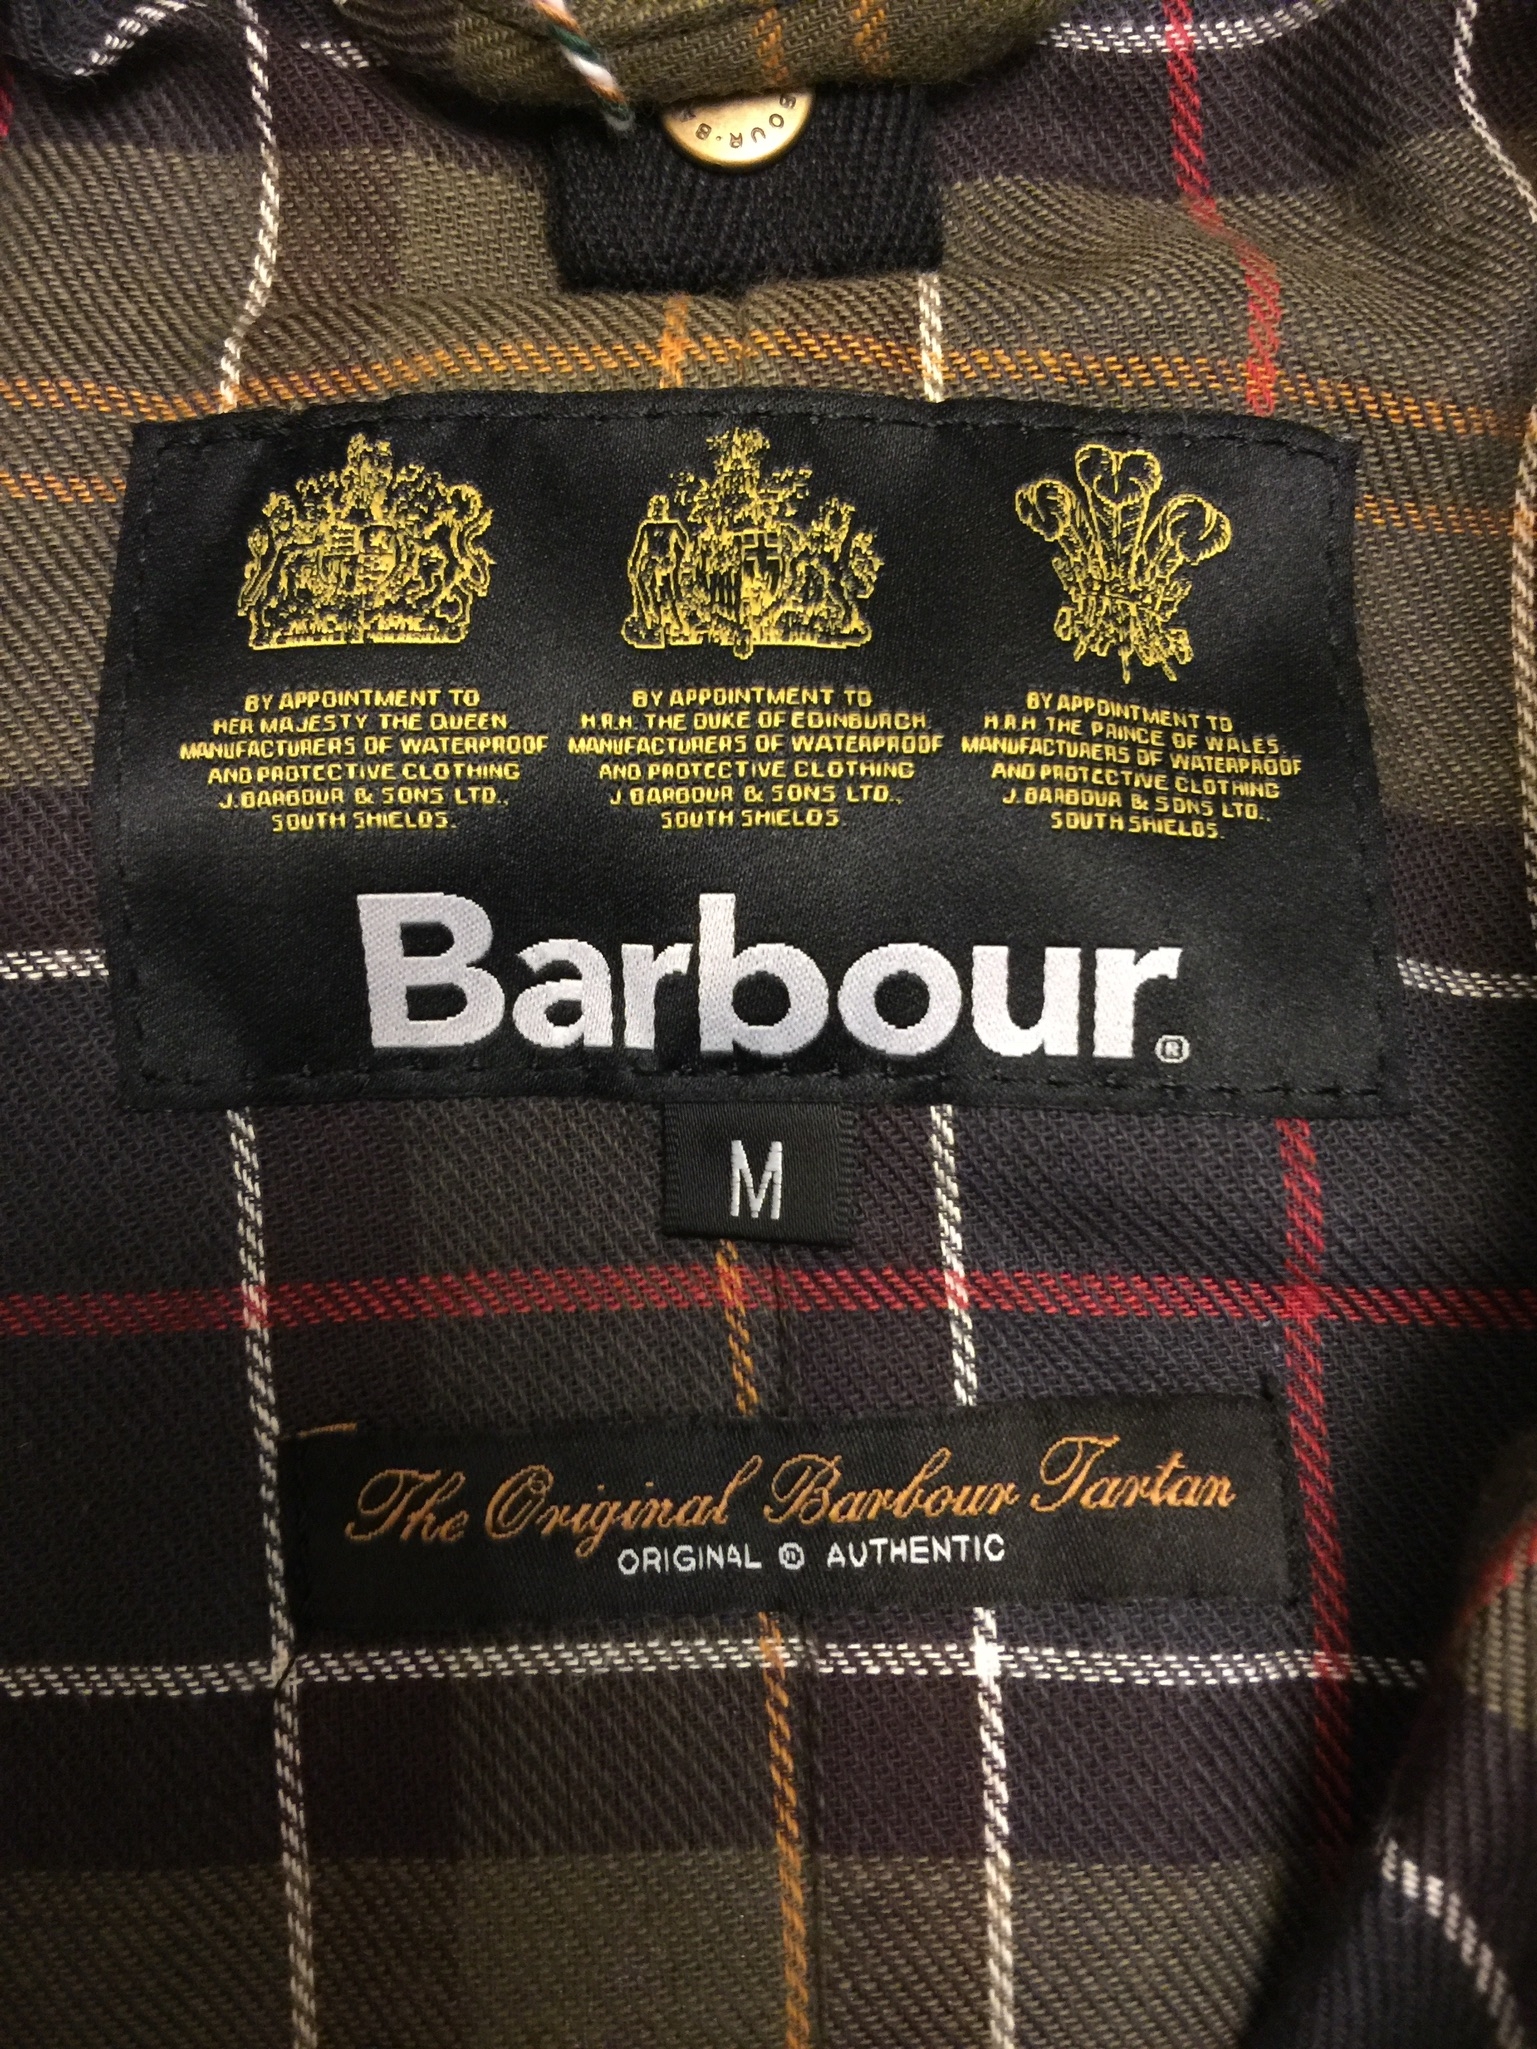 BOUR. B
BY APPOINTMENT TO
HER MAJESTY THE QUEEN
MANUFACTURERS OF WATERPROOF
AND PROTECTIVE CLOTHING
J. BARBOUR & SONS LTD.,
SOUTH SHIELDS.
BY APPOINTMENT TO
H.R.H. THE DUKE OF EDINBURGH
MANUFACTURERS OF WATERPROOF
AND PROTECTIVE CLOTHING
J. BARBOUR & SONS LTD.,
SOUTH SHIELDS.
BY APPOINTMENT TO
H.R.H THE PRINCE OF WALES.
MANUFACTURERS OF WATERPROOF
AND PROTECTIVE CLOTHING
J. BARBOUR & SONS LTD.,
SOUTH SHIELDS.
Barbour®
M
The Original Barbour Tartan
ORIGINAL ® AUTHENTIC